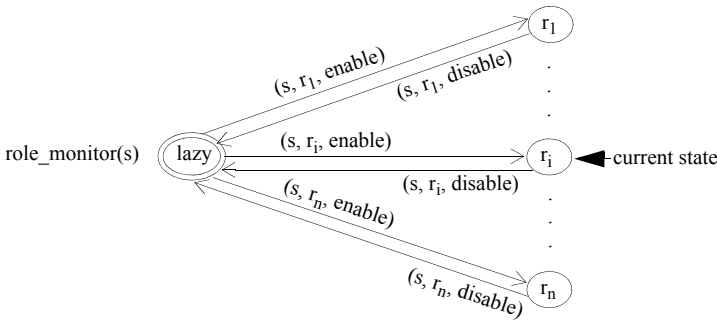 r1
(s, r1, enable)
(s, r1, disable)
role_monitor(s)
lazy
(s, ri, enable)
ri
current state
(s, ri, disable)
(s, rn, enable)
(s, rn, disable)
rn